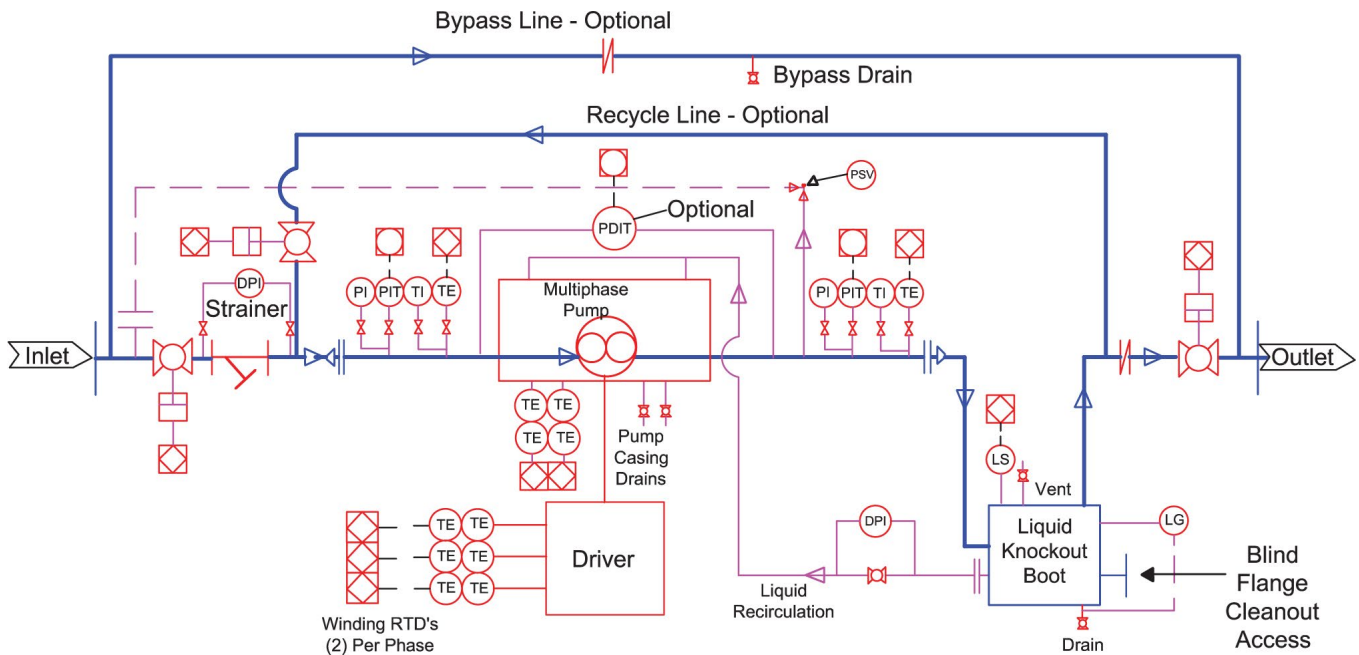 Bypass Line - Optional
Bypass Drain
Recycle Line - Optional
PSV
Optional
PDIT
DPI
Strainer
PI
PIT
TI
TE
Multiphase
Pump
PI
PIT
TI
TE
Inlet
Outlet
TE
TE
TE
TE
Pump
Casing
Drains
LS
Vent
TE
TE
TE
TE
TE
TE
Driver
DPI
Liquid
Knockout
Boot
LG
Blind
Flange
Cleanout
Access
Liquid
Recirculation
Winding RTD's
(2) Per Phase
Drain